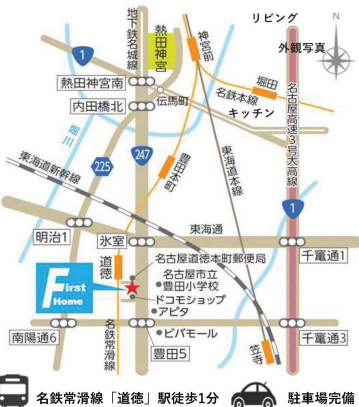 リビング
外観写真
キッチン
N
地下鉄名城線
熱田神宮
神宮前
1
熱田神宮南
内田橋北
伝馬町
堀田
名鉄本線
名古屋高速3号大高線
堀川
225
247
豊田本町
東海道本線
東海道新幹線
1
明治1
氷室
東海通
千竈通1
道徳
名古屋道徳本町郵便局
名古屋市立
豊田小学校
First
Home
ドコモショップ
アピタ
ビバモール
南陽通6
名鉄常滑線
豊田5
笠寺
千竈通3
名鉄常滑線「道徳」駅徒歩1分
駐車場完備